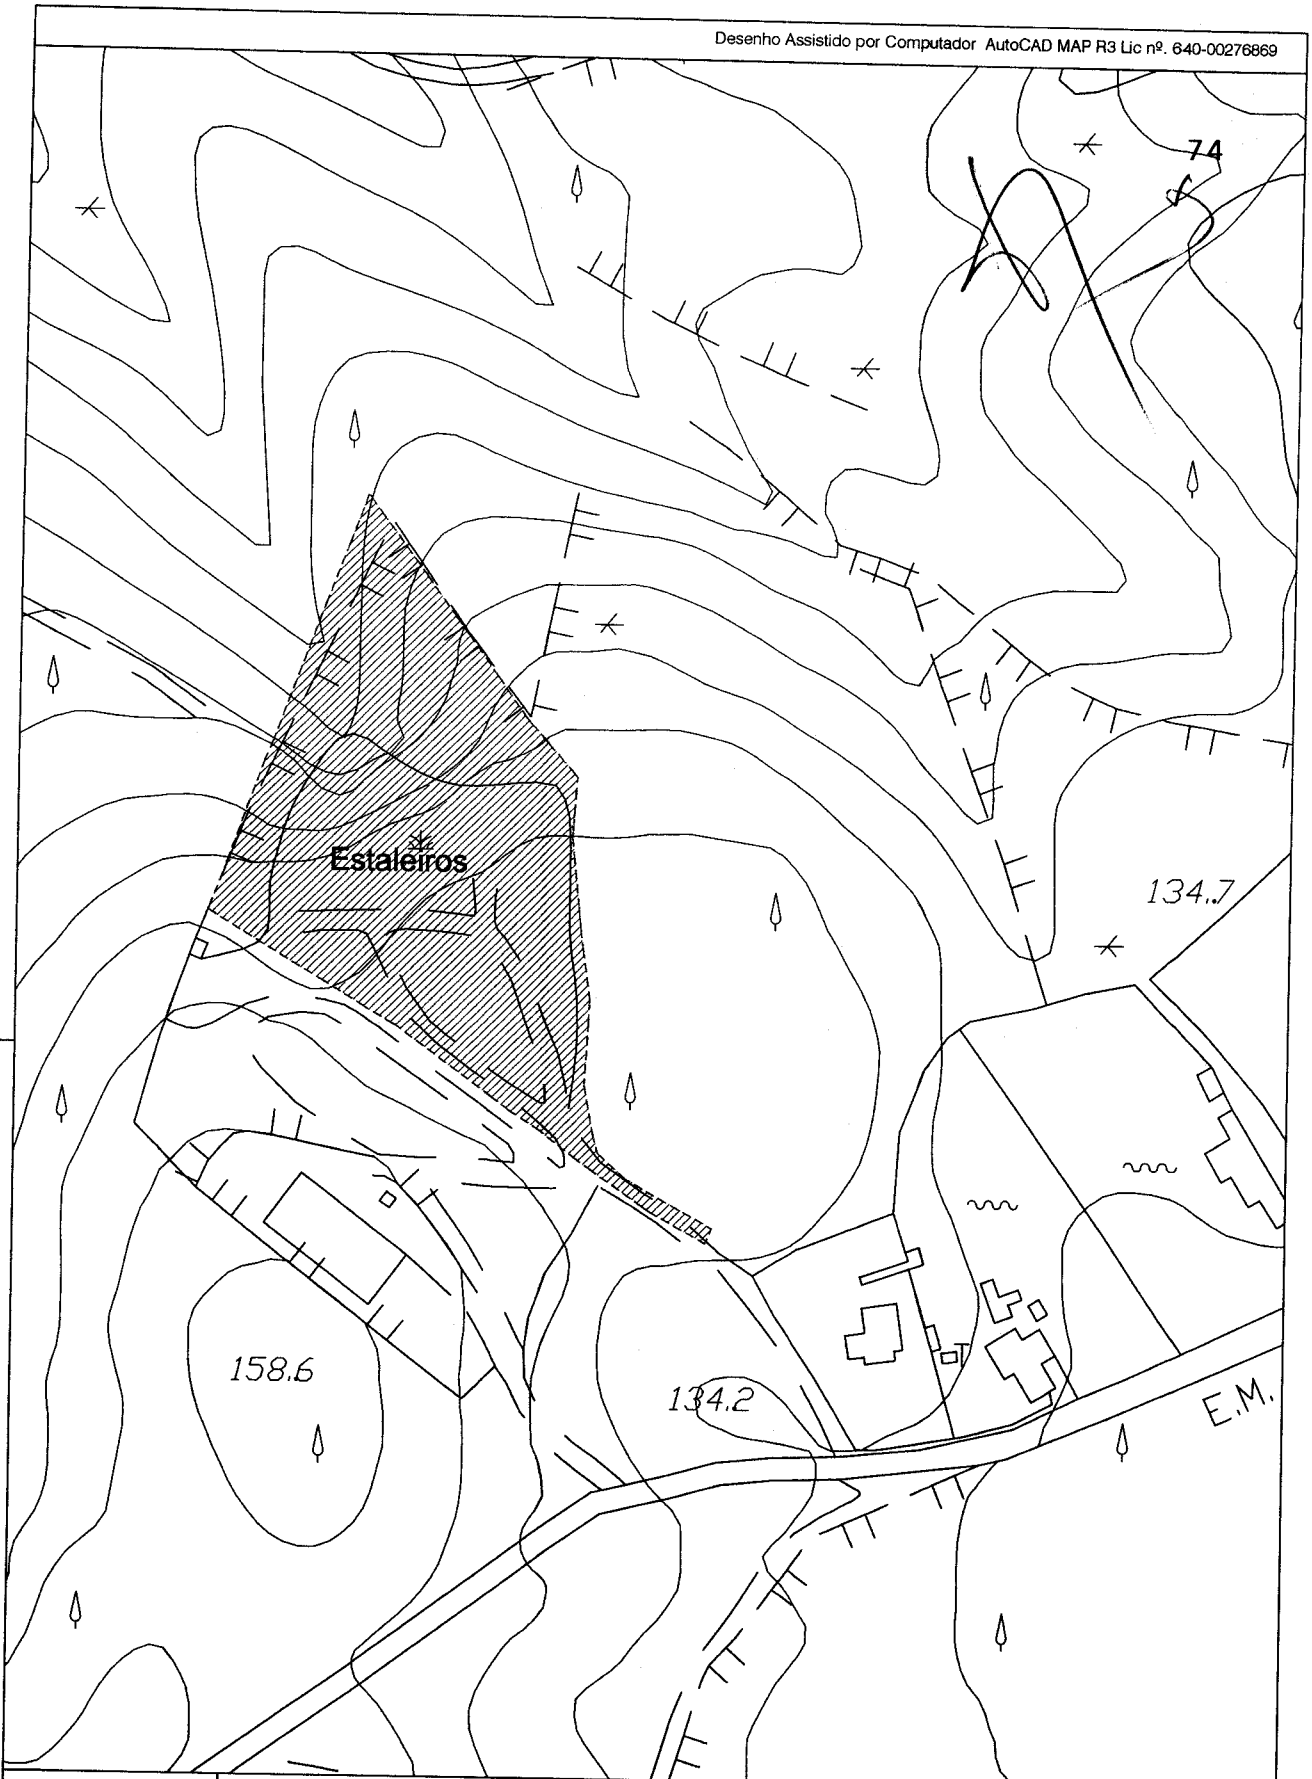 Desenho Assistido por Computador AutoCAD MAP R3 Lic nº. 640-00276869
74
Estaleiros
134.7
158.6
134.2
E.M.